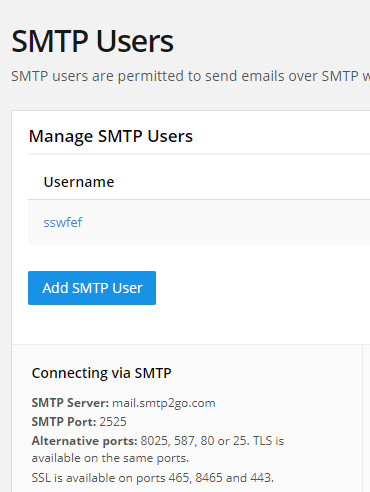 SMTP Users
SMTP users are permitted to send emails over SMTP
Manage SMTP Users
Username
sswfef
Add SMTP User
Connecting via SMTP
SMTP Server: mail.smtp2go.com
SMTP Port: 2525
Alternative ports: 8025, 587, 80 or 25. TLS is
available on the same ports.
SSL is available on ports 465, 8465 and 443.